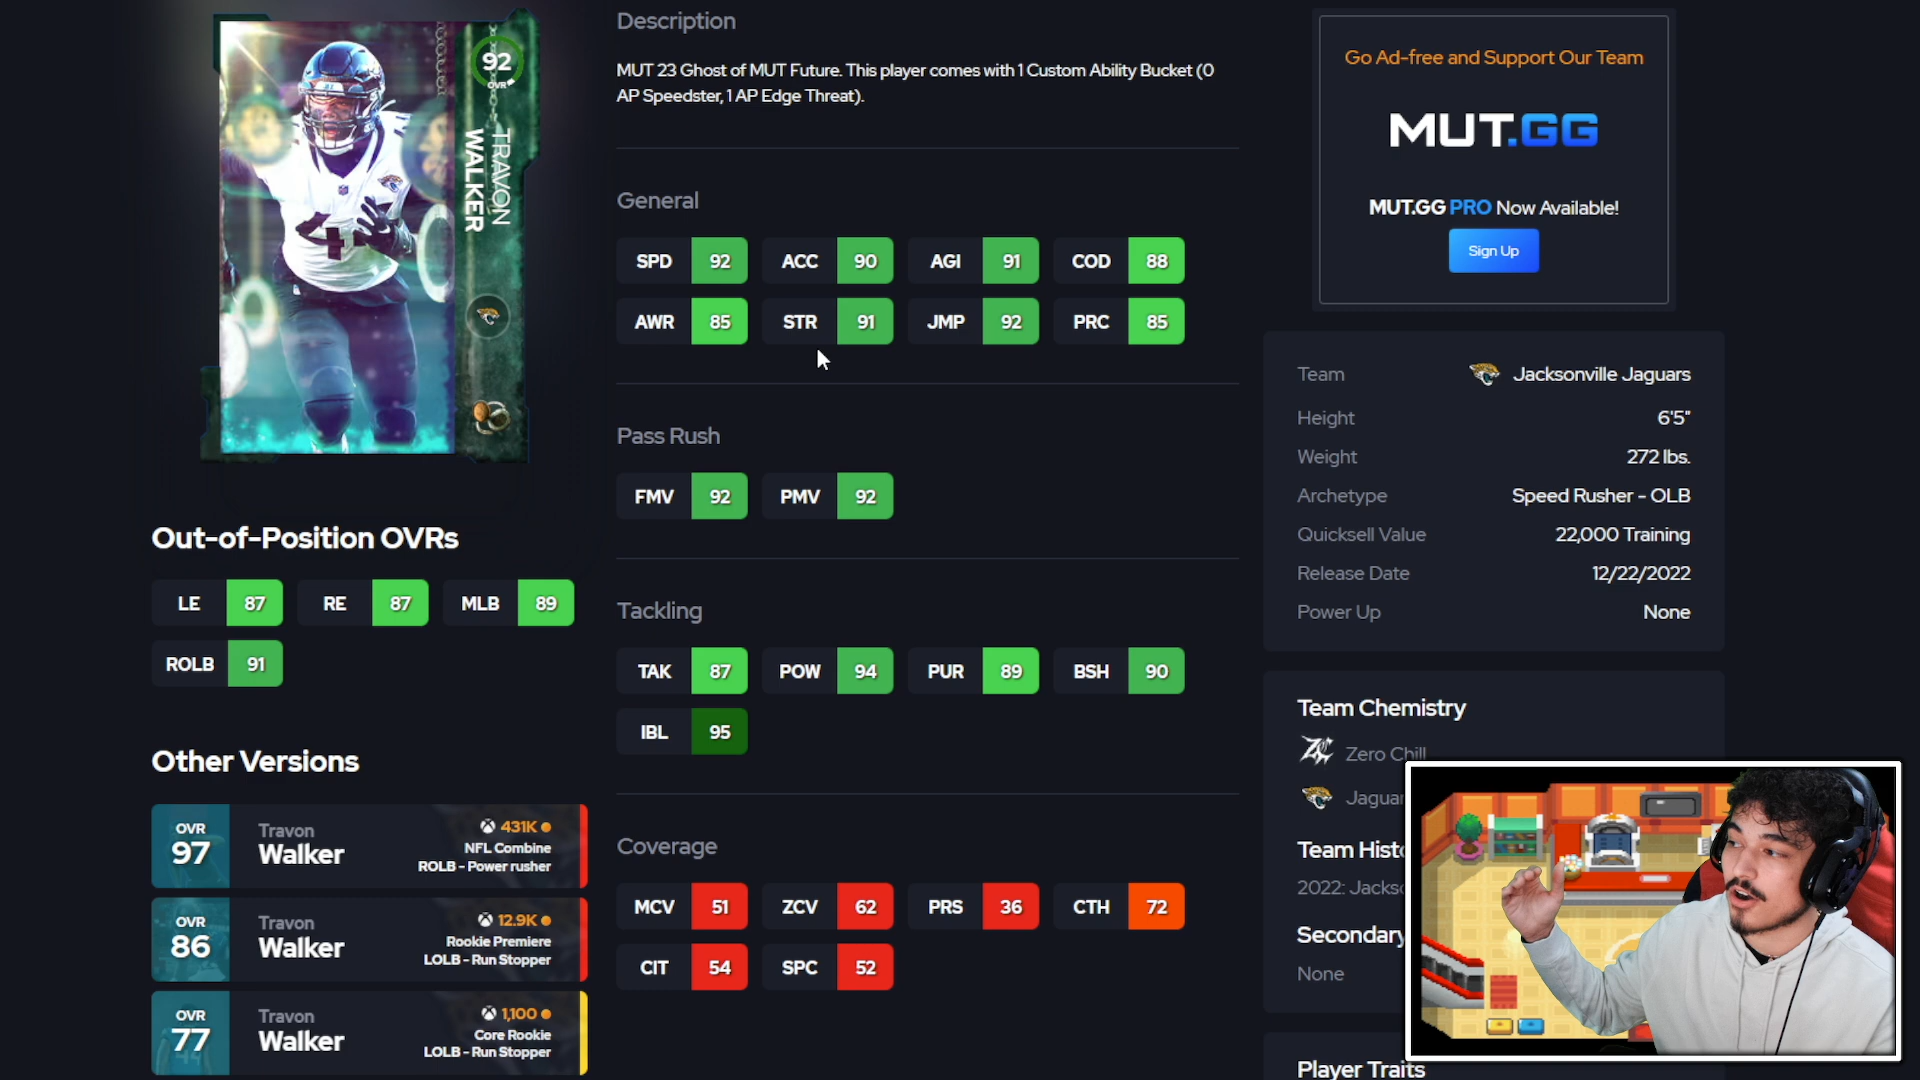 92
OVR
TRAVON
WALKER
Description
MUT 23 Ghost of MUT Future. This player comes with 1 Custom Ability Bucket (0
AP Speedster, 1 AP Edge Threat).
General
SPD 92 ACC 90 AGI 91 COD 88
AWR 85 STR 91 JMP 92 PRC 85
Pass Rush
FMV 92 PMV 92
Tackling
TAK 87 POW 94 PUR 89 BSH 90
IBL 95
Coverage
MCV 51 ZCV 62 PRS 36 CTH 72
CIT 54 SPC 52
Out-of-Position OVRs
LE 87 RE 87 MLB 89
ROLB 91
Other Versions
OVR
97
Travon
Walker
431K
NFL Combine
ROLB - Power rusher
OVR
86
Travon
Walker
12.9K
Rookie Premiere
LOLB - Run Stopper
OVR
77
Travon
Walker
1,100
Core Rookie
LOLB - Run Stopper
Go Ad-free and Support Our Team
MUT.GG
MUT.GG PRO Now Available!
Sign Up
Team Jacksonville Jaguars
Height 6'5"
Weight 272 lbs.
Archetype Speed Rusher - OLB
Quicksell Value 22,000 Training
Release Date 12/22/2022
Power Up None
Team Chemistry
Zero Chill
Jaguar
Team Histo
2022: Jackso
Secondary
None
Player Traits